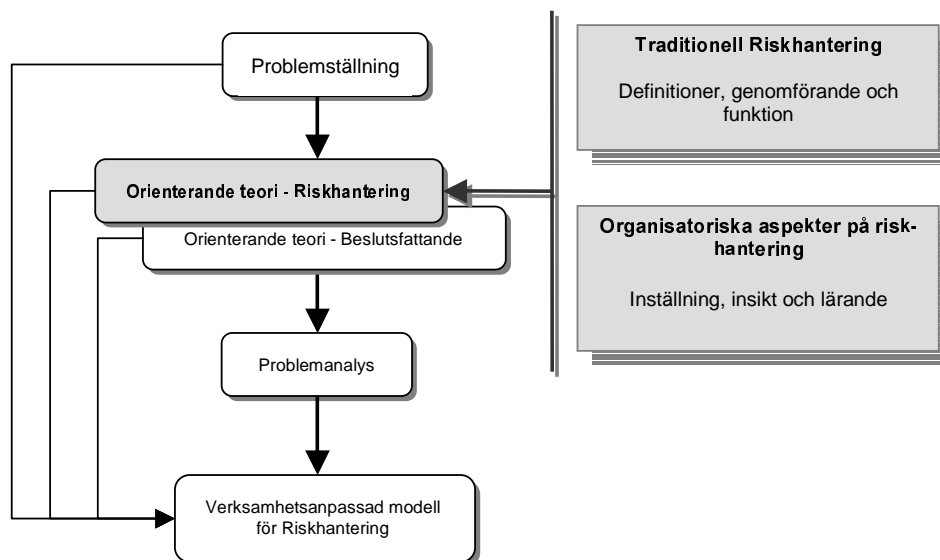 Problemställning
Orienterande teori - Riskhantering
Orienterande teori - Beslutsfattande
Problemanalys
Verksamhetsanpassad modell
för Riskhantering
Traditionell Riskhantering
Definitioner, genomförande och
funktion
Organisatoriska aspekter på risk-
hantering
Inställning, insikt och lärande